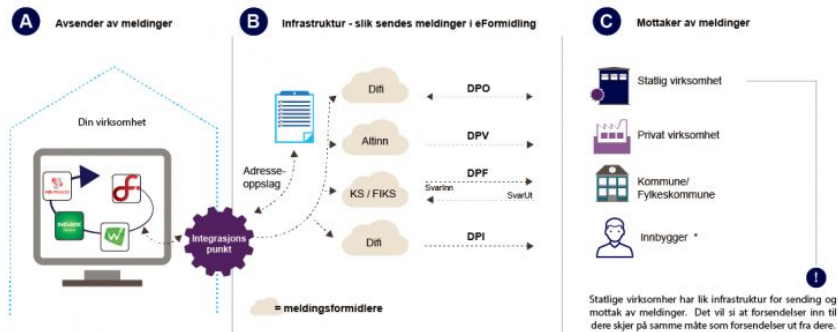 A Avsender av meldinger
Din virksomhet
Integrasjons
punkt
B Infrastruktur - slik sendes meldinger i eFormidling
Adresse-
oppslag
Difi DPO
Altinn DPV
KS / FIKS DPF
SvarInn
SvarUt
Difi DPI
= meldingsformidlere
C Mottaker av meldinger
Statlig virksomhet
Privat virksomhet
Kommune/
Fylkeskommune
Innbygger *
!
Statlige virksomher har lik infrastruktur for sending og
mottak av meldinger. Det vil si at forsendelser inn til
dere skjer på samme måte som forsendelser ut fra dere.